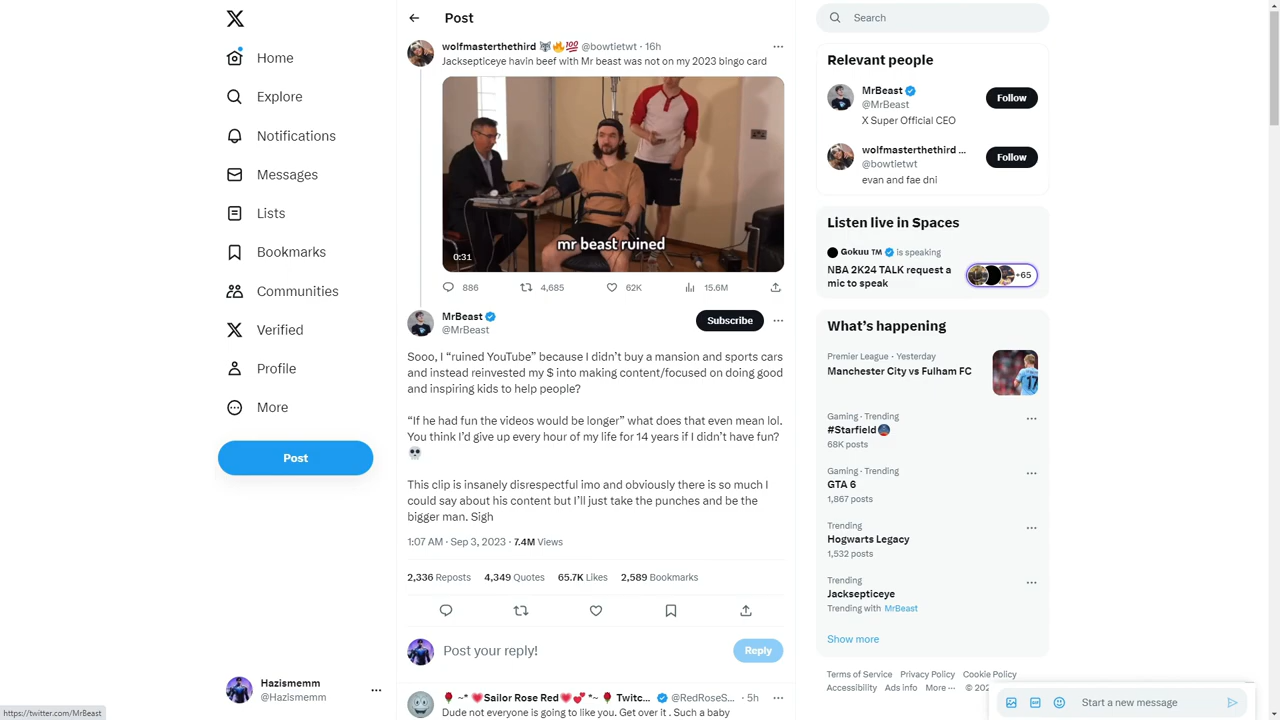 Post
Search
Home
Explore
Notifications
Messages
Lists
Bookmarks
Communities
Verified
Profile
More
Post
Hazismemm
@Hazismemm
https://twitter.com/MrBeast
wolfmasterthethird 🐺🔥💯 @bowtietwt · 16h
Jacksepticeye havin beef with Mr beast was not on my 2023 bingo card
mr beast ruined
0:31
886 4,685 62K 15.6M
MrBeast
@MrBeast
Subscribe
Sooo, I “ruined YouTube” because I didn’t buy a mansion and sports cars
and instead reinvested my $ into making content/focused on doing good
and inspiring kids to help people?
“If he had fun the videos would be longer” what does that even mean lol.
You think I’d give up every hour of my life for 14 years if I didn’t have fun?
💀
This clip is insanely disrespectful imo and obviously there is so much I
could say about his content but I’ll just take the punches and be the
bigger man. Sigh
1:07 AM · Sep 3, 2023 · 7.4M Views
2,336 Reposts 4,349 Quotes 65.7K Likes 2,589 Bookmarks
Post your reply!
Reply
🌹 ~* 💗Sailor Rose Red💗💕 *~ 🌹 Twitc... @RedRoseS... · 5h
Dude not everyone is going to like you. Get over it . Such a baby
Relevant people
MrBeast
@MrBeast
Follow
X Super Official CEO
wolfmasterthethird ...
@bowtietwt
Follow
evan and fae dni
Listen live in Spaces
Gokuu ™ is speaking
NBA 2K24 TALK request a
mic to speak
+65
What’s happening
Premier League · Yesterday
Manchester City vs Fulham FC
17
Gaming · Trending
#Starfield
68K posts
Gaming · Trending
GTA 6
1,867 posts
Trending
Hogwarts Legacy
1,532 posts
Trending
Jacksepticeye
Trending with MrBeast
Show more
Terms of Service Privacy Policy Cookie Policy
Accessibility Ads info More ···
Start a new message